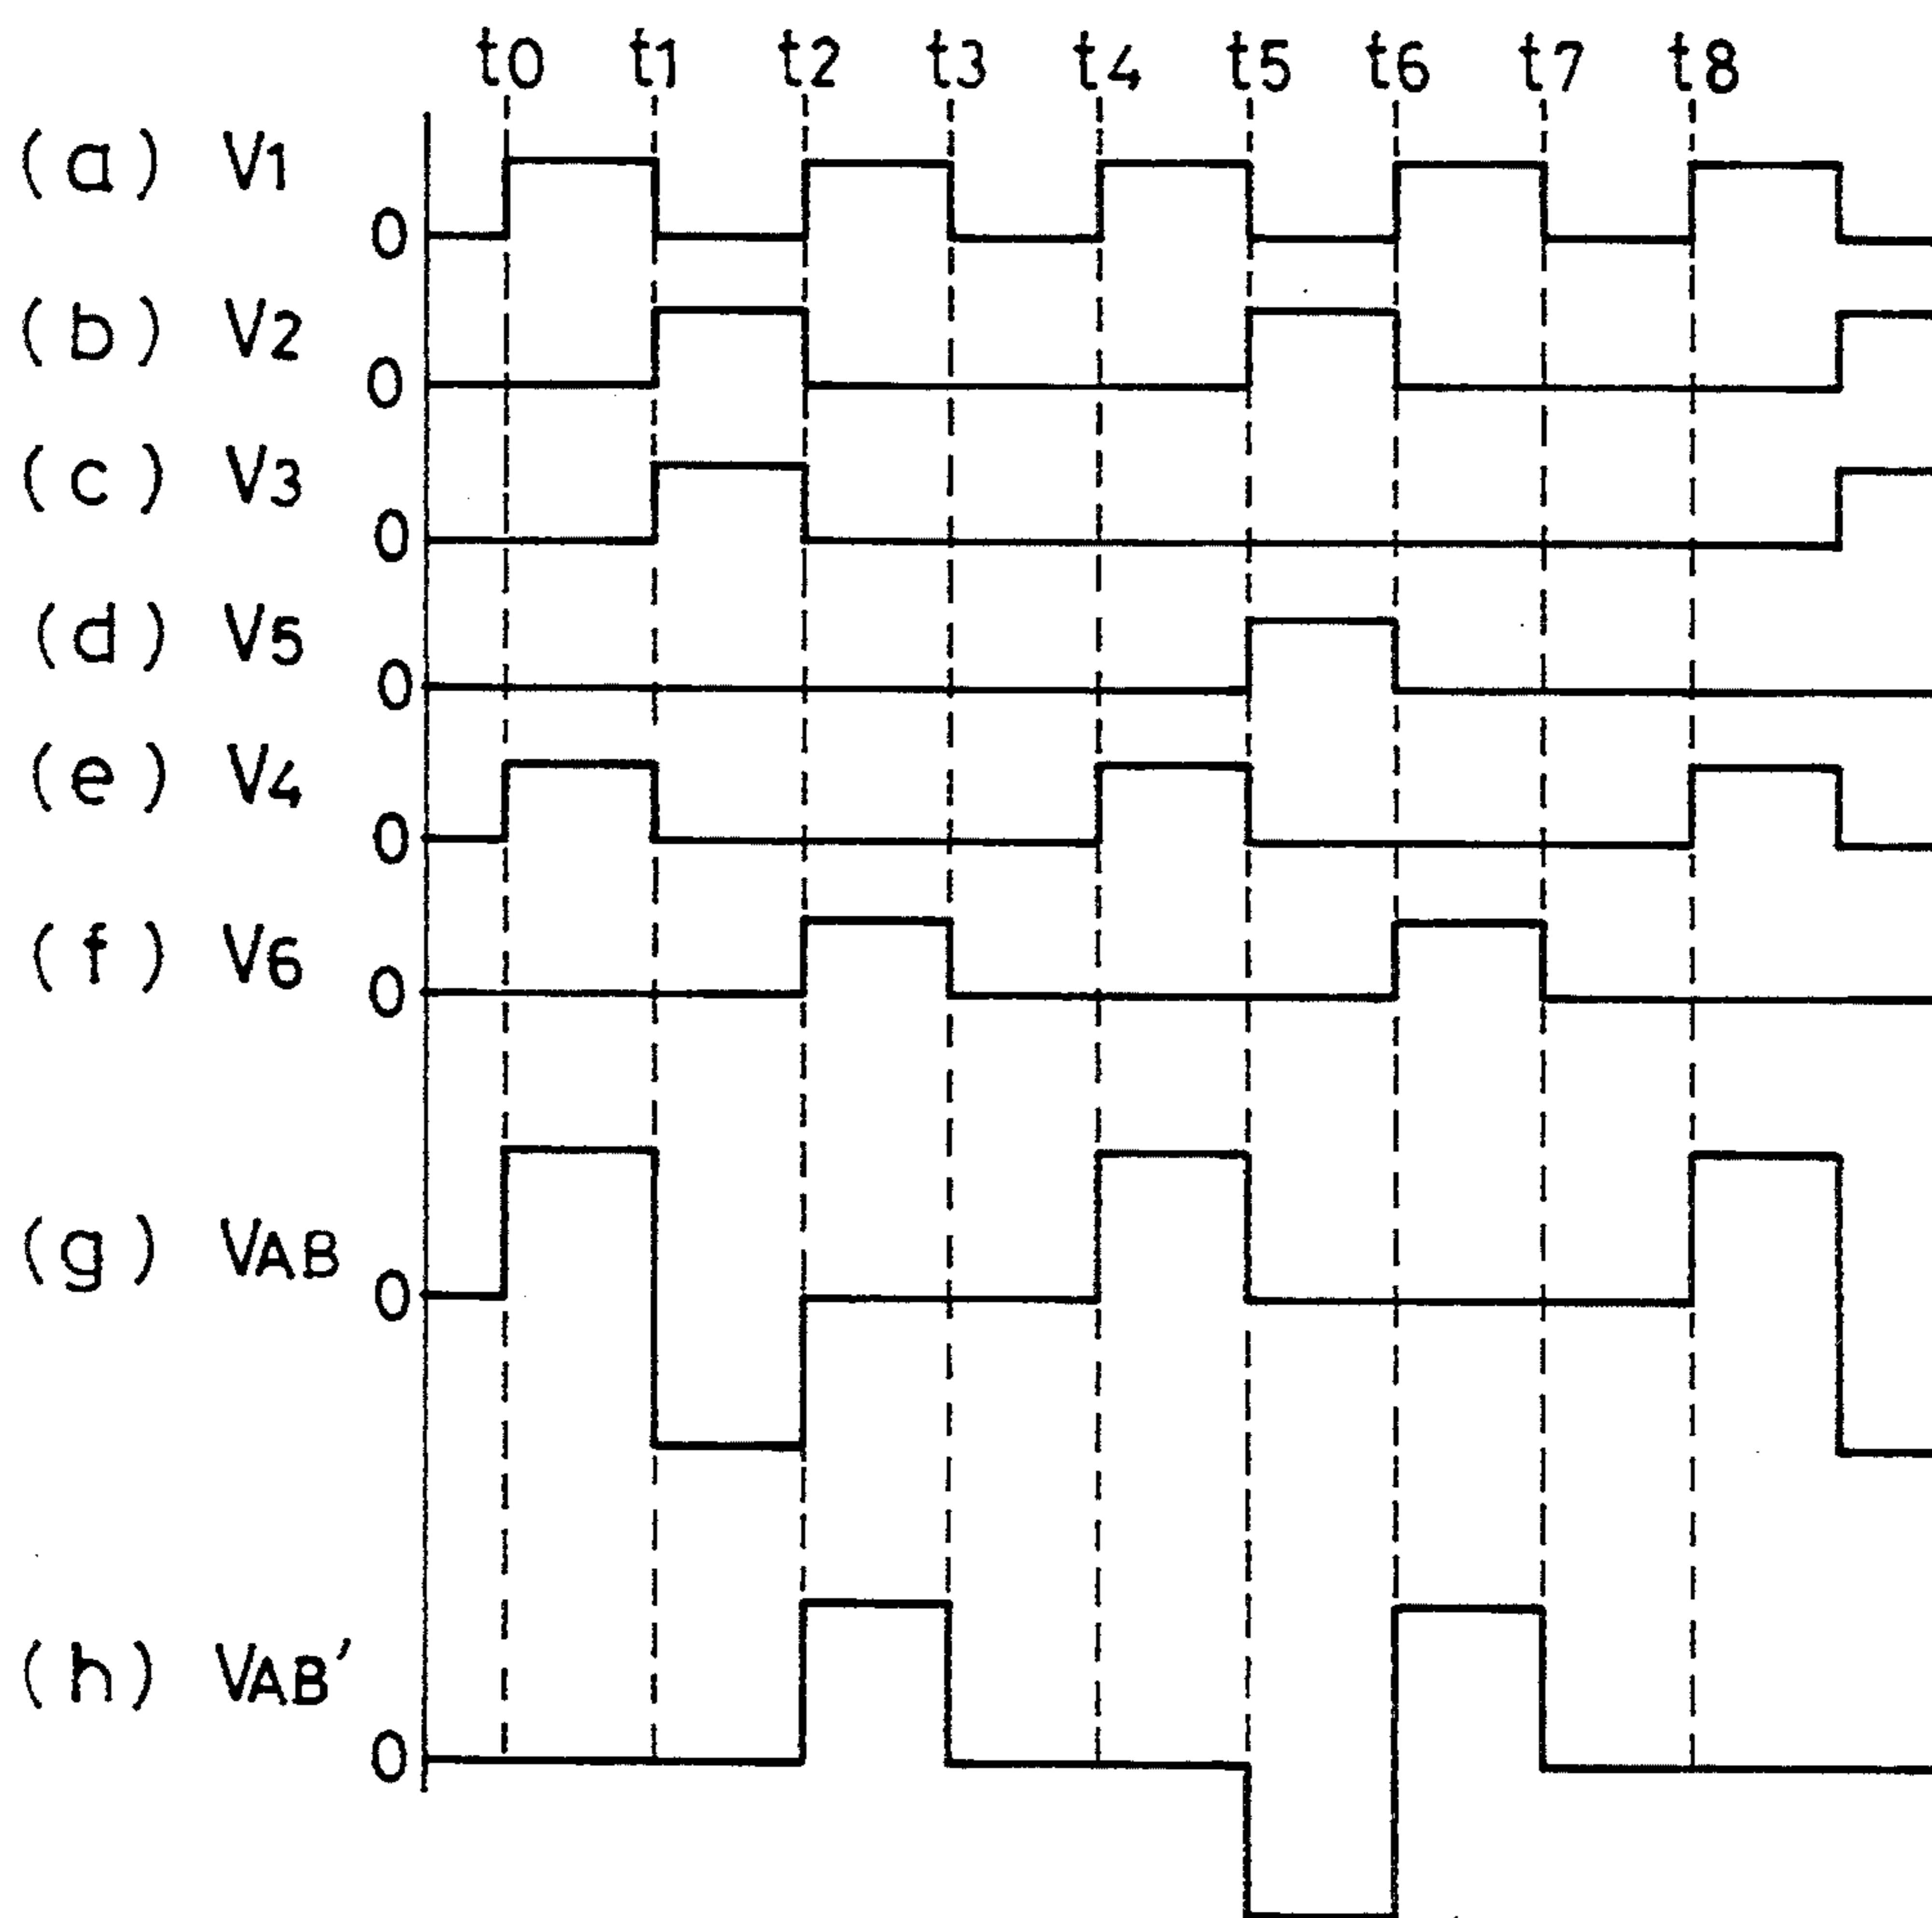 t0 t1 t2 t3 t4 t5 t6 t7 t8
(a) V1
0
(b) V2
0
(c) V3
0
(d) V5
0
(e) V4
0
(f) V6
0
(g) VAB
0
(h) VAB'
0